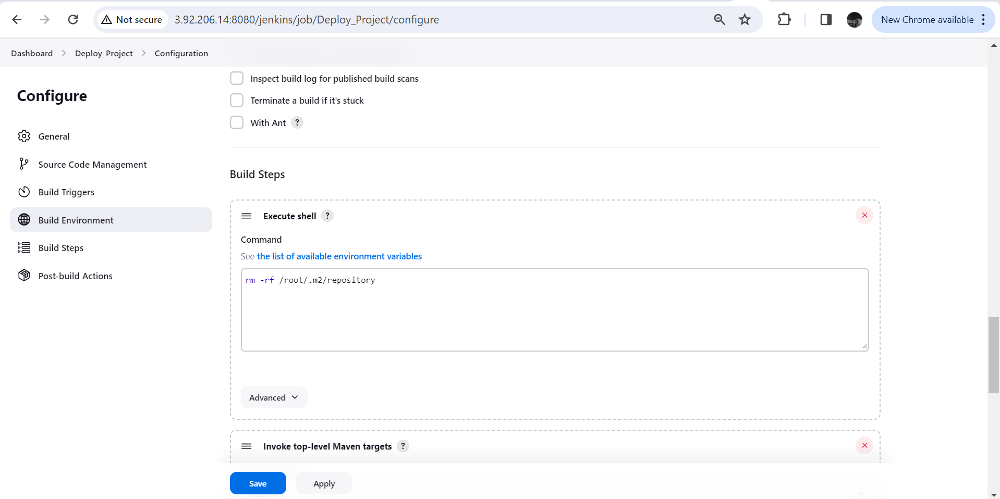 Not secure
3.92.206.14:8080/jenkins/job/Deploy_Project/configure
New Chrome available
Dashboard
Deploy_Project
Configuration
Configure
General
Source Code Management
Build Triggers
Build Environment
Build Steps
Post-build Actions
Inspect build log for published build scans
Terminate a build if it's stuck
With Ant ?
Build Steps
Execute shell ?
Command
See the list of available environment variables
rm -rf /root/.m2/repository
Advanced
Invoke top-level Maven targets ?
Save
Apply